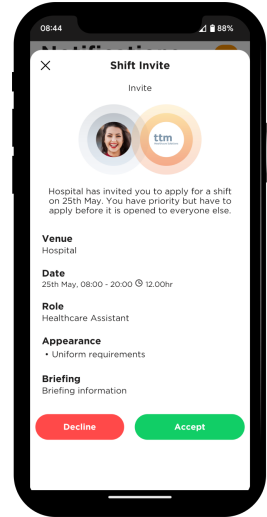 08:44
88%
Notifications
Shift Invite
Invite
ttm
Hospital has invited you to apply for a shift
on 25th May. You have priority but have to
apply before it is opened to everyone else.
Venue
Hospital
Date
25th May, 08:00 - 20:00 12.00hr
Role
Healthcare Assistant
Appearance
• Uniform requirements
Briefing
Briefing information
Decline
Accept